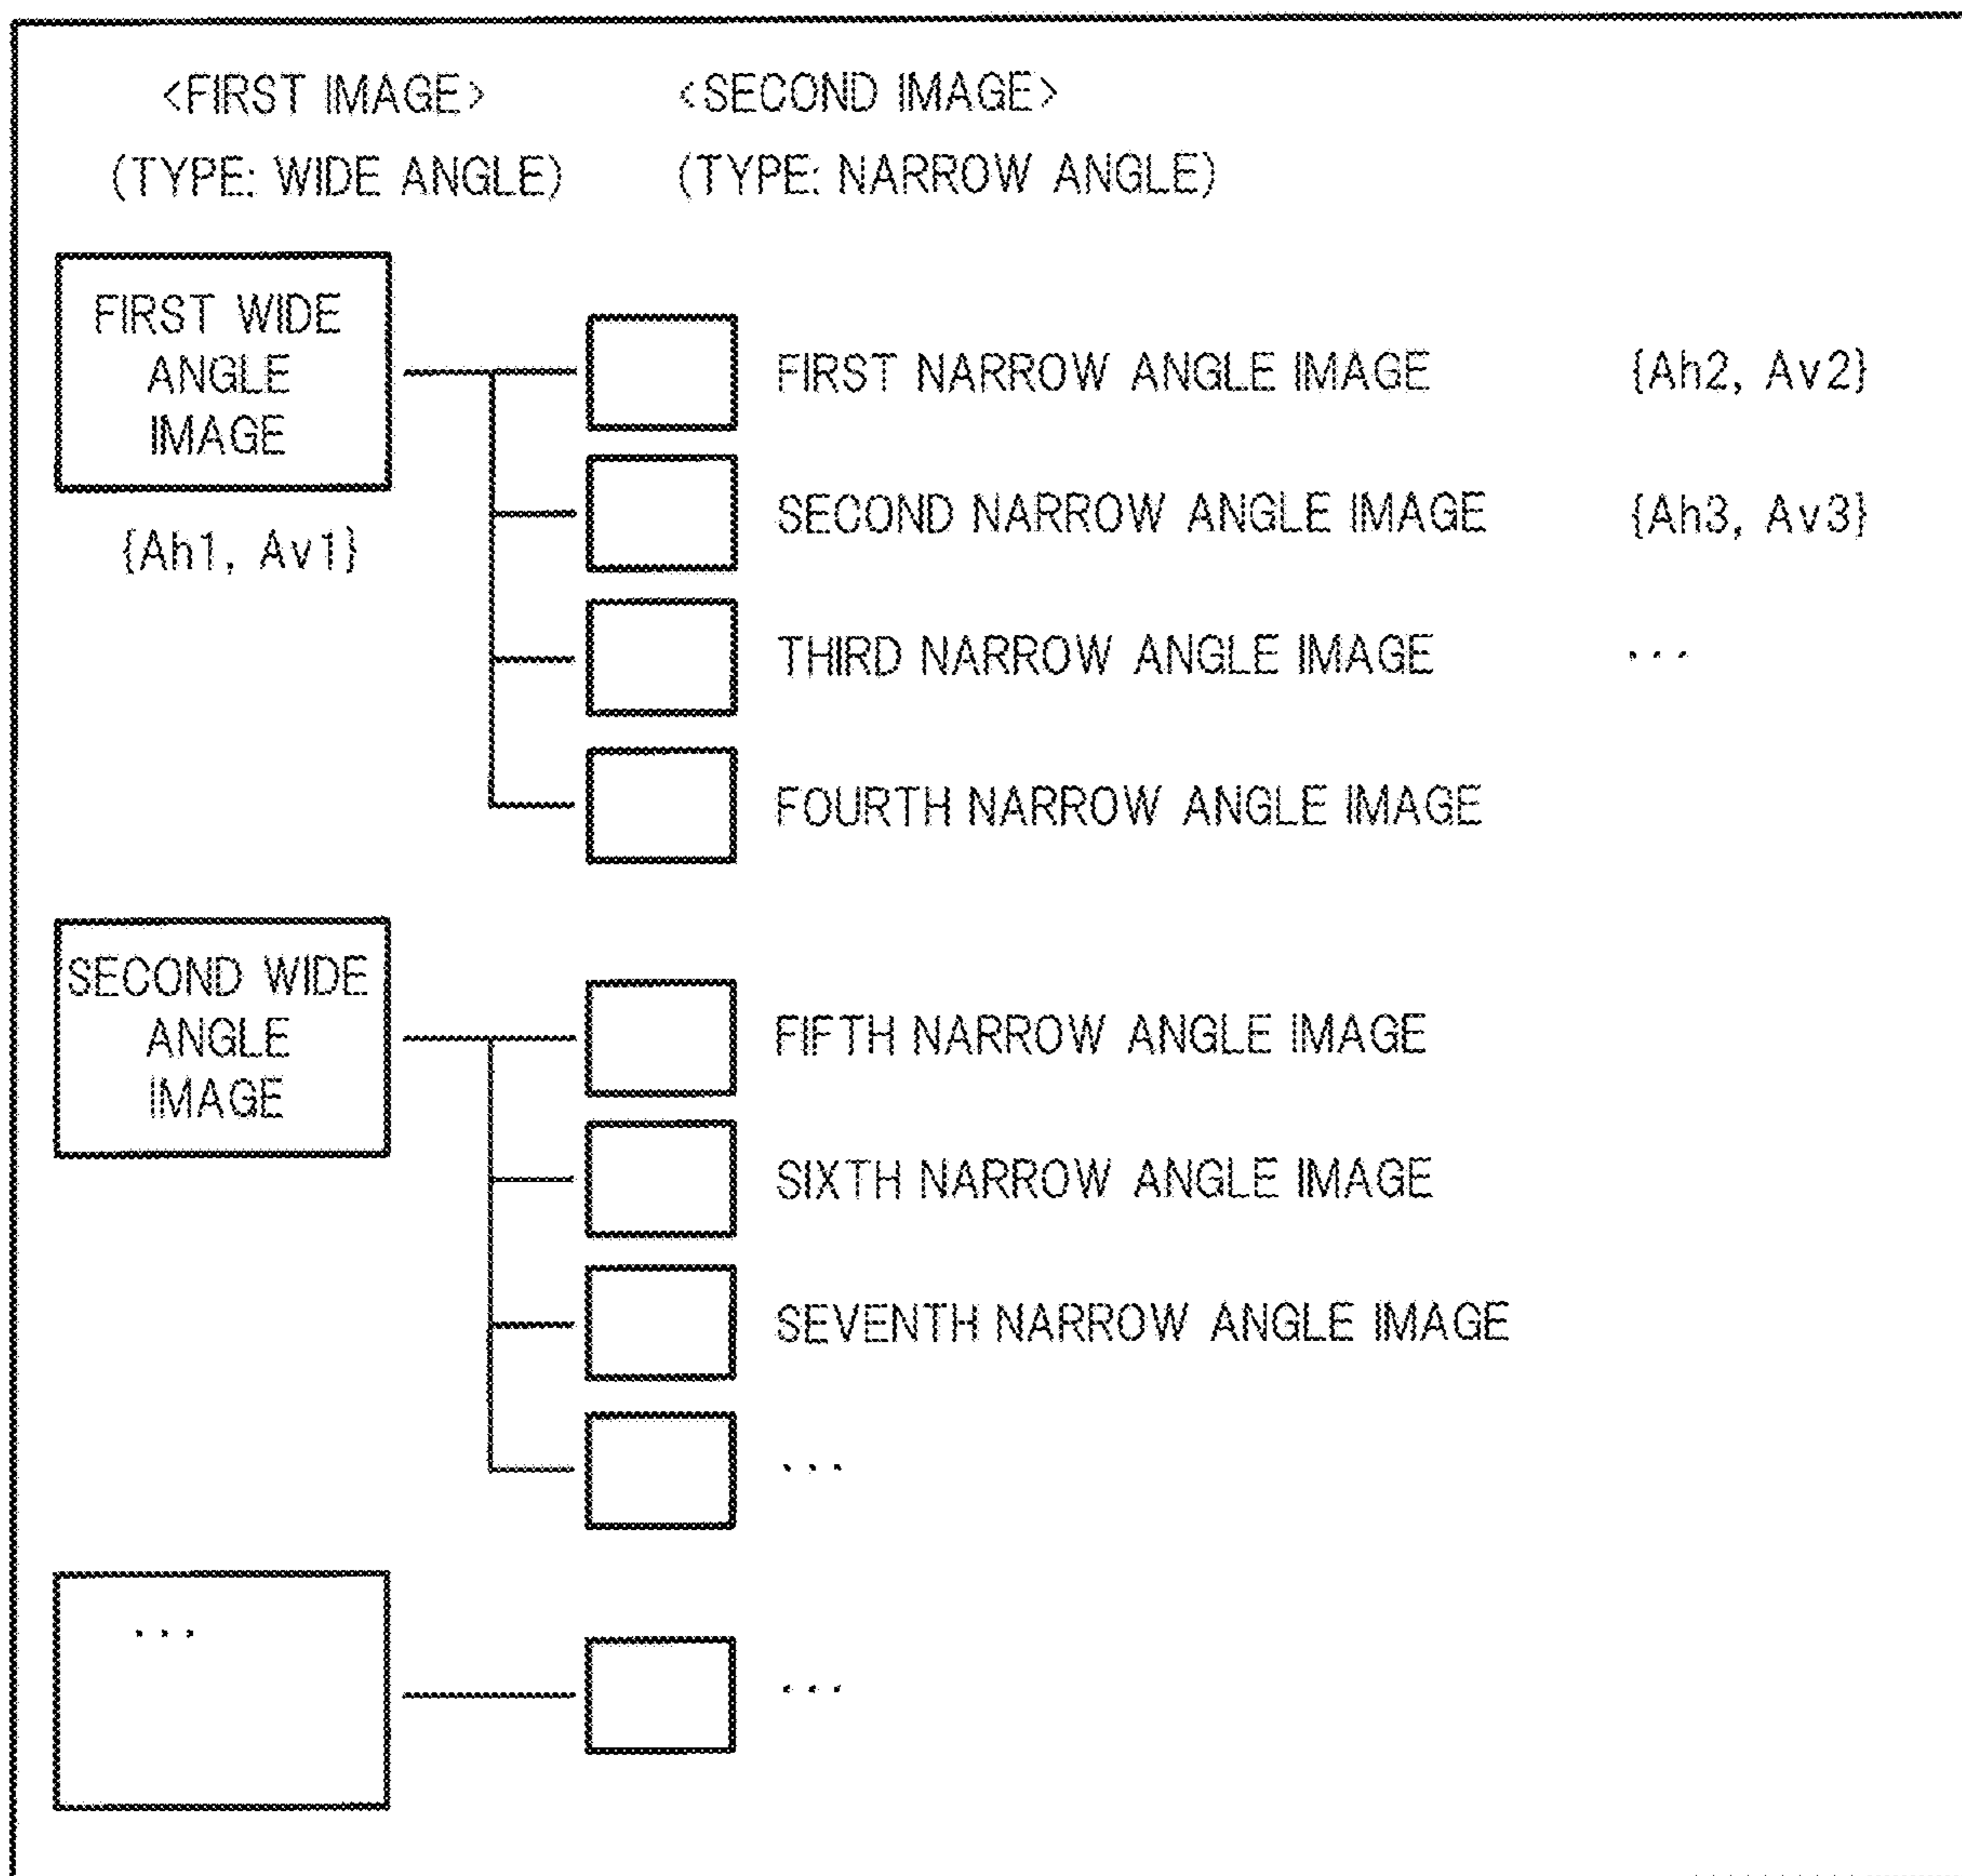 <FIRST IMAGE> <SECOND IMAGE>
(TYPE: WIDE ANGLE) (TYPE: NARROW ANGLE)
FIRST WIDE
ANGLE
IMAGE
{Ah1, Av1}
FIRST NARROW ANGLE IMAGE {Ah2, Av2}
SECOND NARROW ANGLE IMAGE {Ah3, Av3}
THIRD NARROW ANGLE IMAGE ...
FOURTH NARROW ANGLE IMAGE
SECOND WIDE
ANGLE
IMAGE
FIFTH NARROW ANGLE IMAGE
SIXTH NARROW ANGLE IMAGE
SEVENTH NARROW ANGLE IMAGE
...
...
...